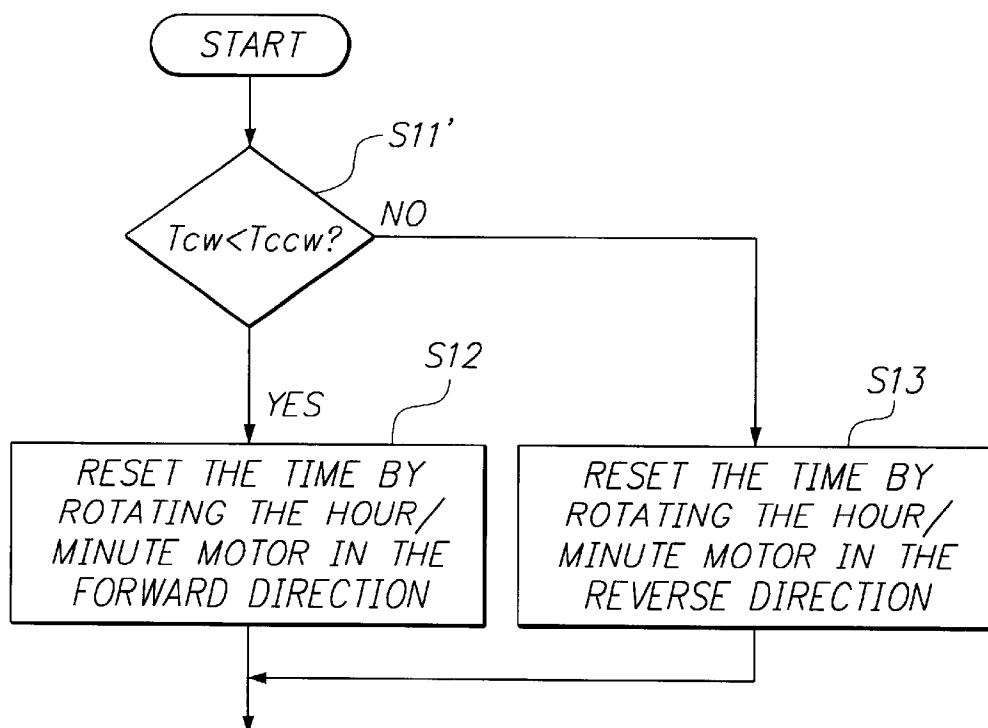 START
S11'
Tcw<Tccw?
NO
YES
S12
RESET THE TIME BY
ROTATING THE HOUR/
MINUTE MOTOR IN THE
FORWARD DIRECTION
S13
RESET THE TIME BY
ROTATING THE HOUR/
MINUTE MOTOR IN THE
REVERSE DIRECTION